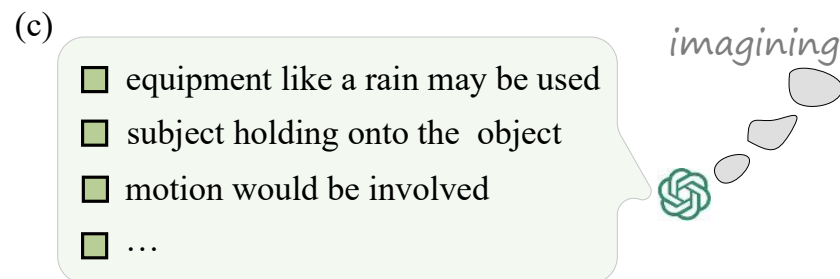 (c)
imagining
equipment like a rain may be used
subject holding onto the object
motion would be involved
...